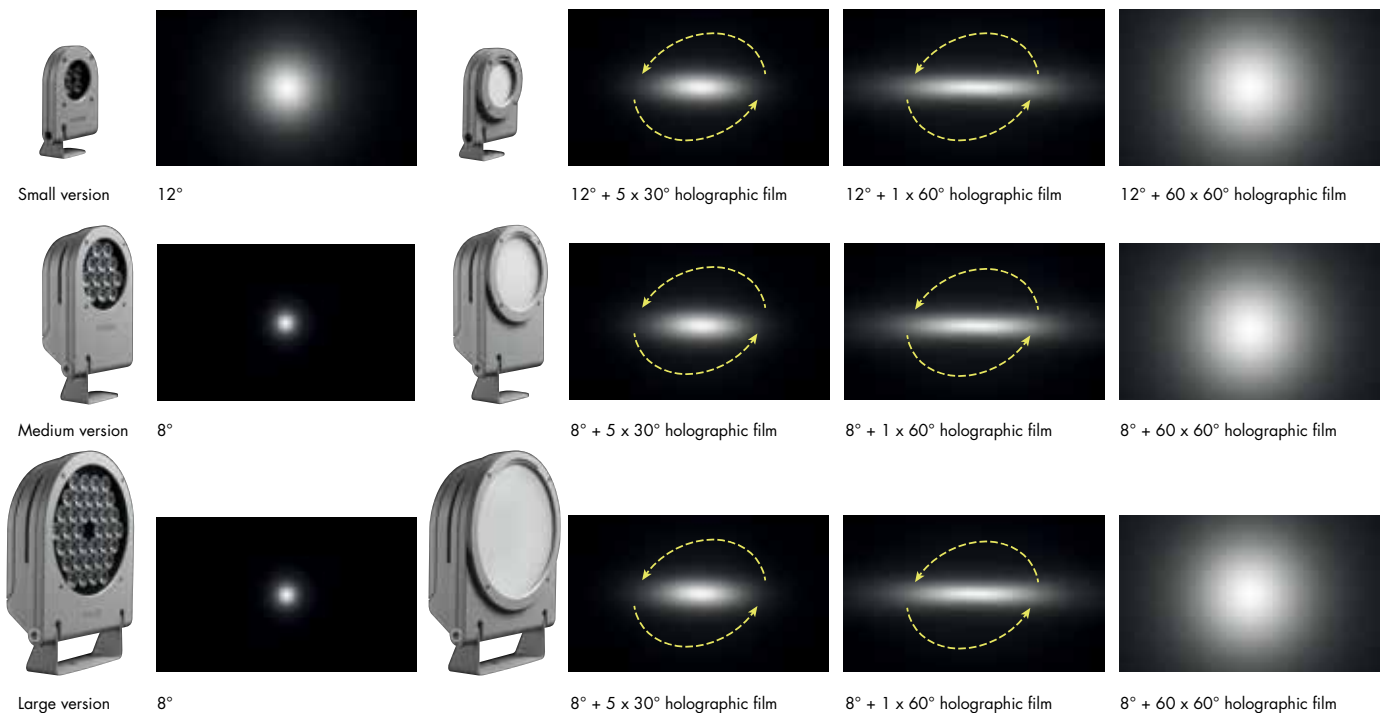 Small version
12°
12° + 5 x 30° holographic film
12° + 1 x 60° holographic film
12° + 60 x 60° holographic film
Medium version
8°
8° + 5 x 30° holographic film
8° + 1 x 60° holographic film
8° + 60 x 60° holographic film
Large version
8°
8° + 5 x 30° holographic film
8° + 1 x 60° holographic film
8° + 60 x 60° holographic film